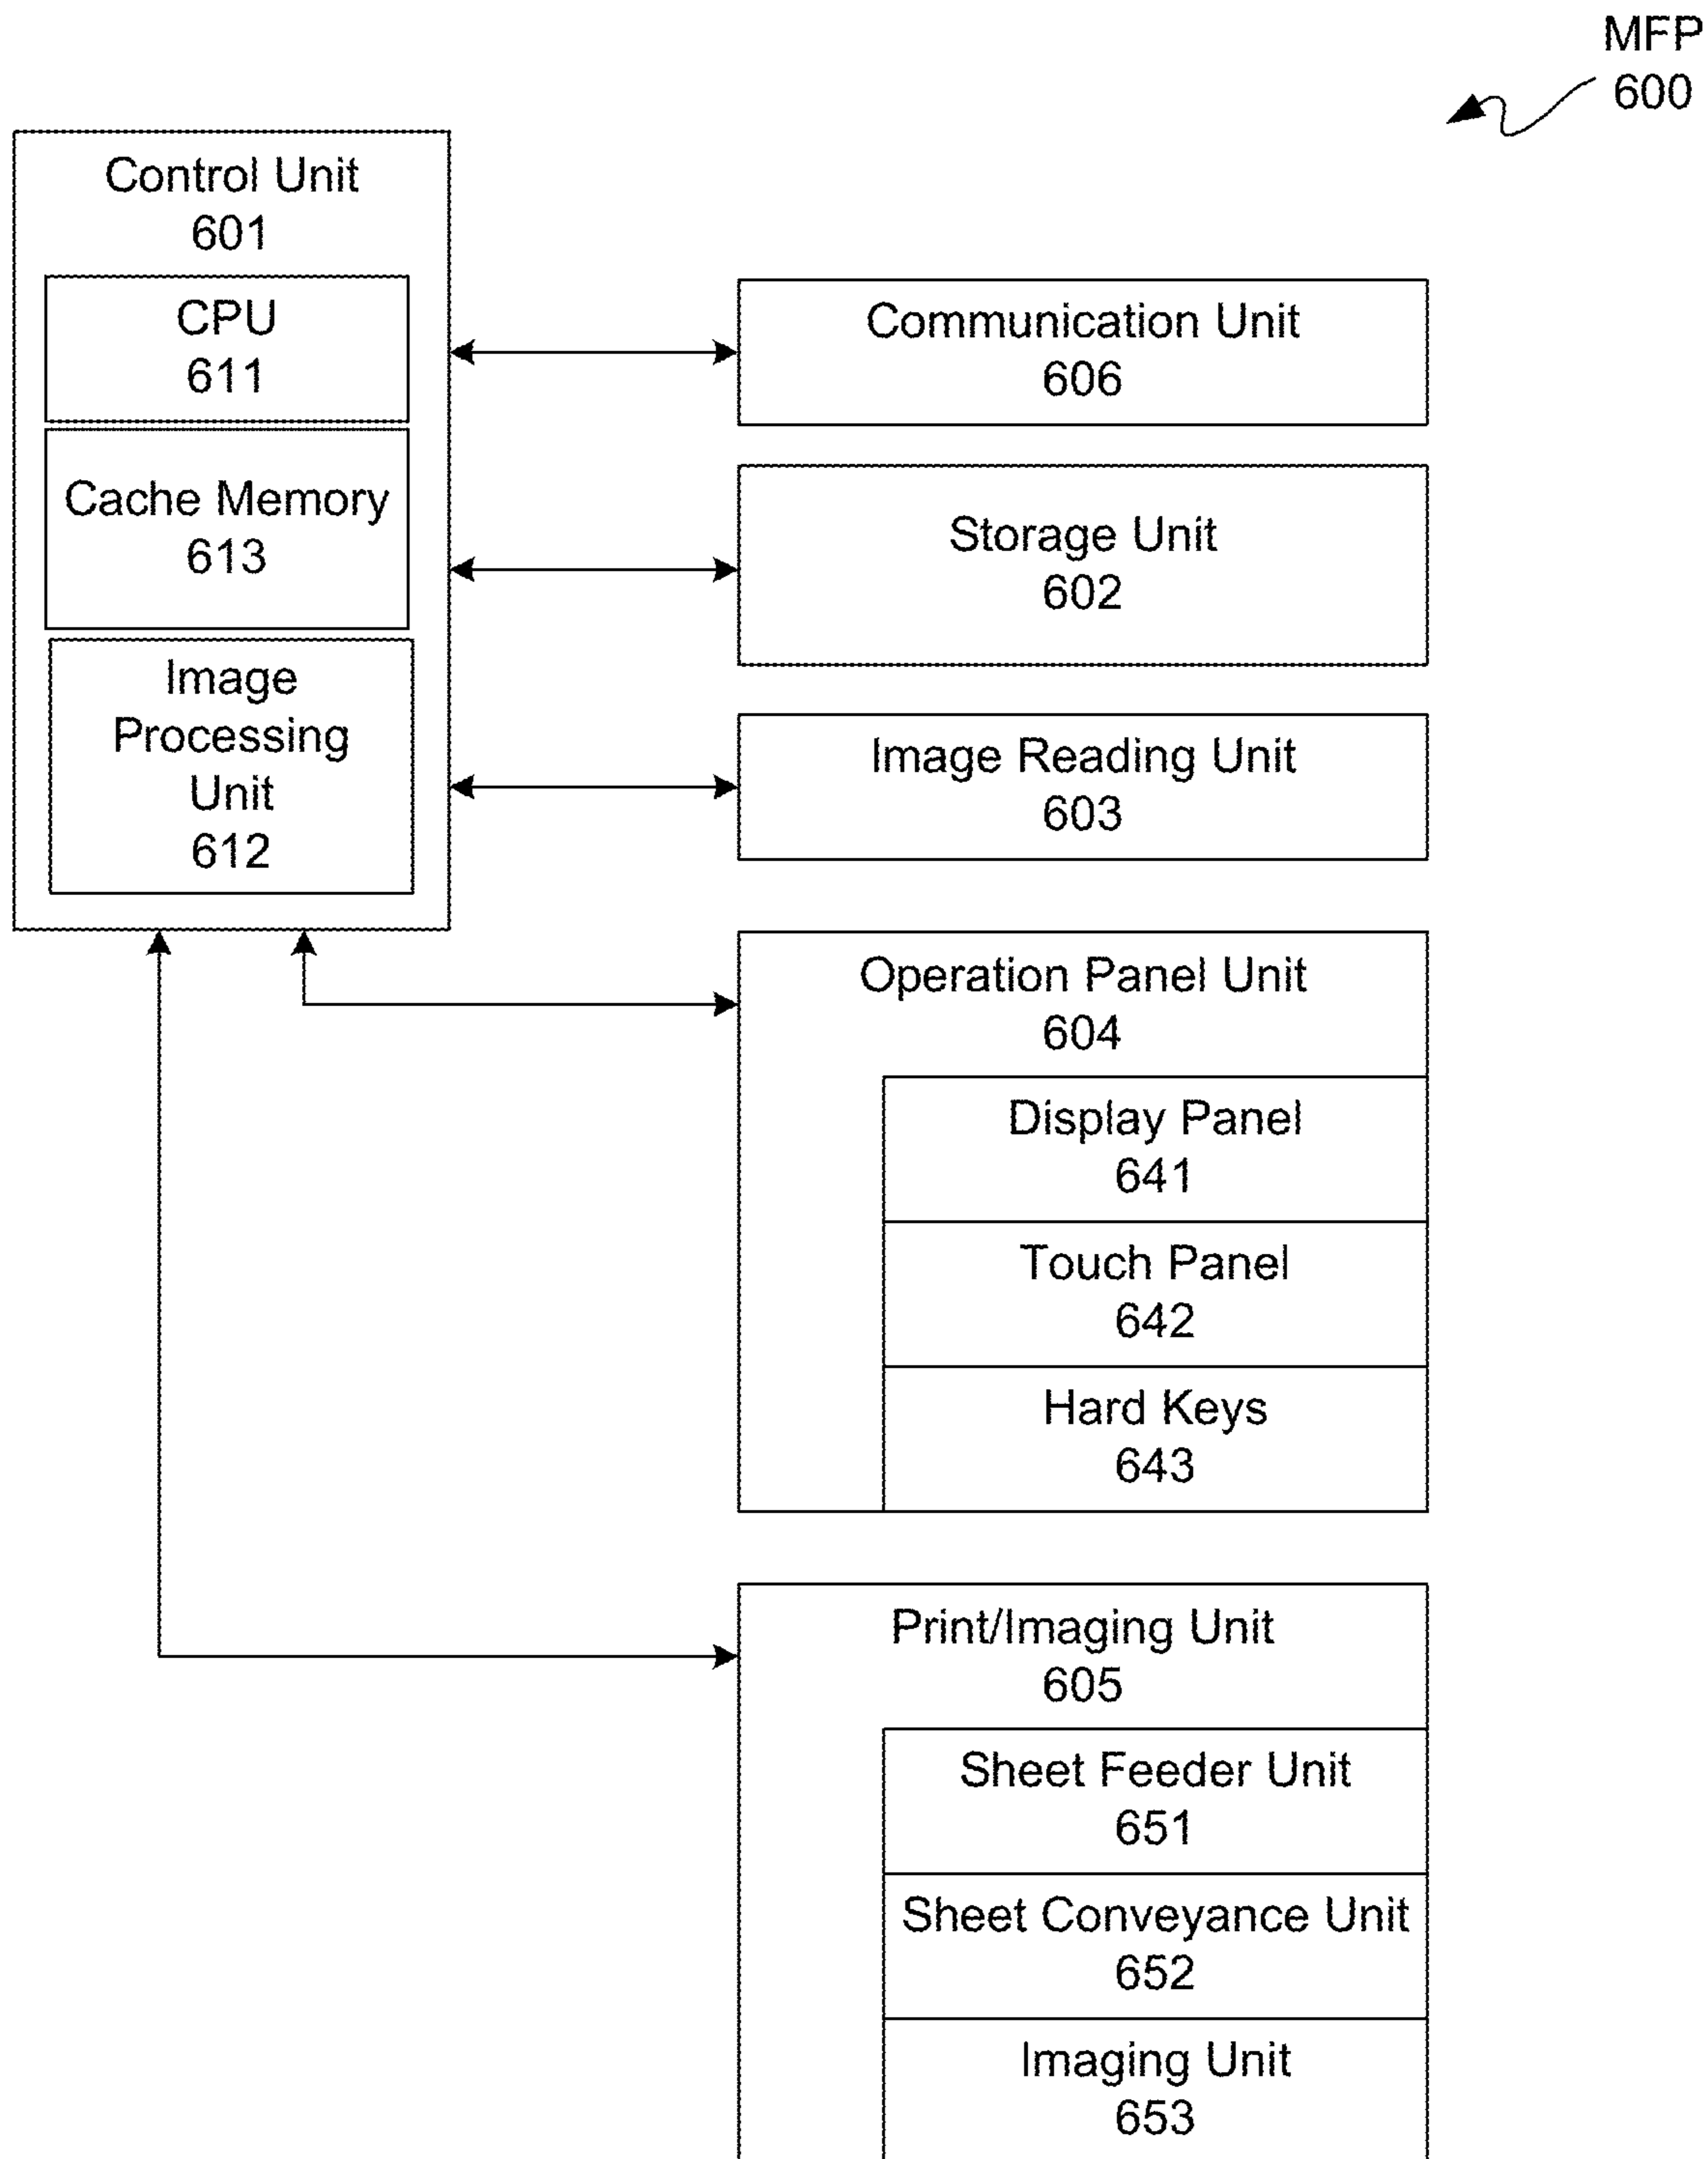 MFP
600
Control Unit
601
CPU
611
Cache Memory
613
Image
Processing
Unit
612
Communication Unit
606
Storage Unit
602
Image Reading Unit
603
Operation Panel Unit
604
Display Panel
641
Touch Panel
642
Hard Keys
643
Print/Imaging Unit
605
Sheet Feeder Unit
651
Sheet Conveyance Unit
652
Imaging Unit
653